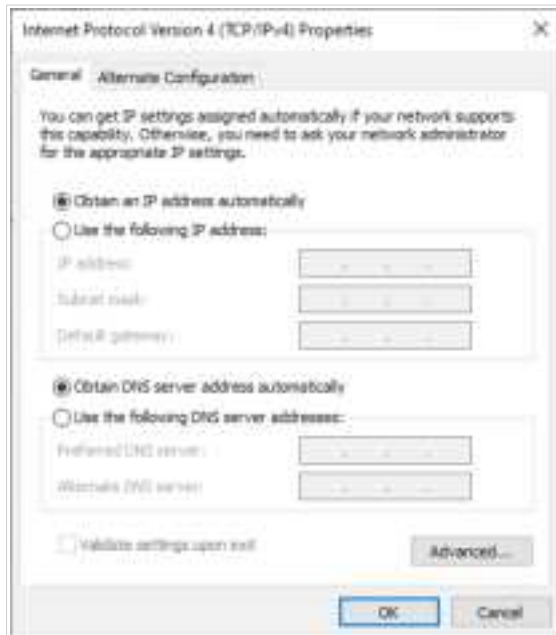 Internet Protocol Version 4 (TCP/IPv4) Properties
General Alternate Configuration
You can get IP settings assigned automatically if your network supports
this capability. Otherwise, you need to ask your network administrator
for the appropriate IP settings.
Obtain an IP address automatically
Use the following IP address:
IP address:
Subnet mask:
Default gateway:
Obtain DNS server address automatically
Use the following DNS server addresses:
Preferred DNS server:
Alternate DNS server:
Validate settings upon exit
Advanced...
OK Cancel